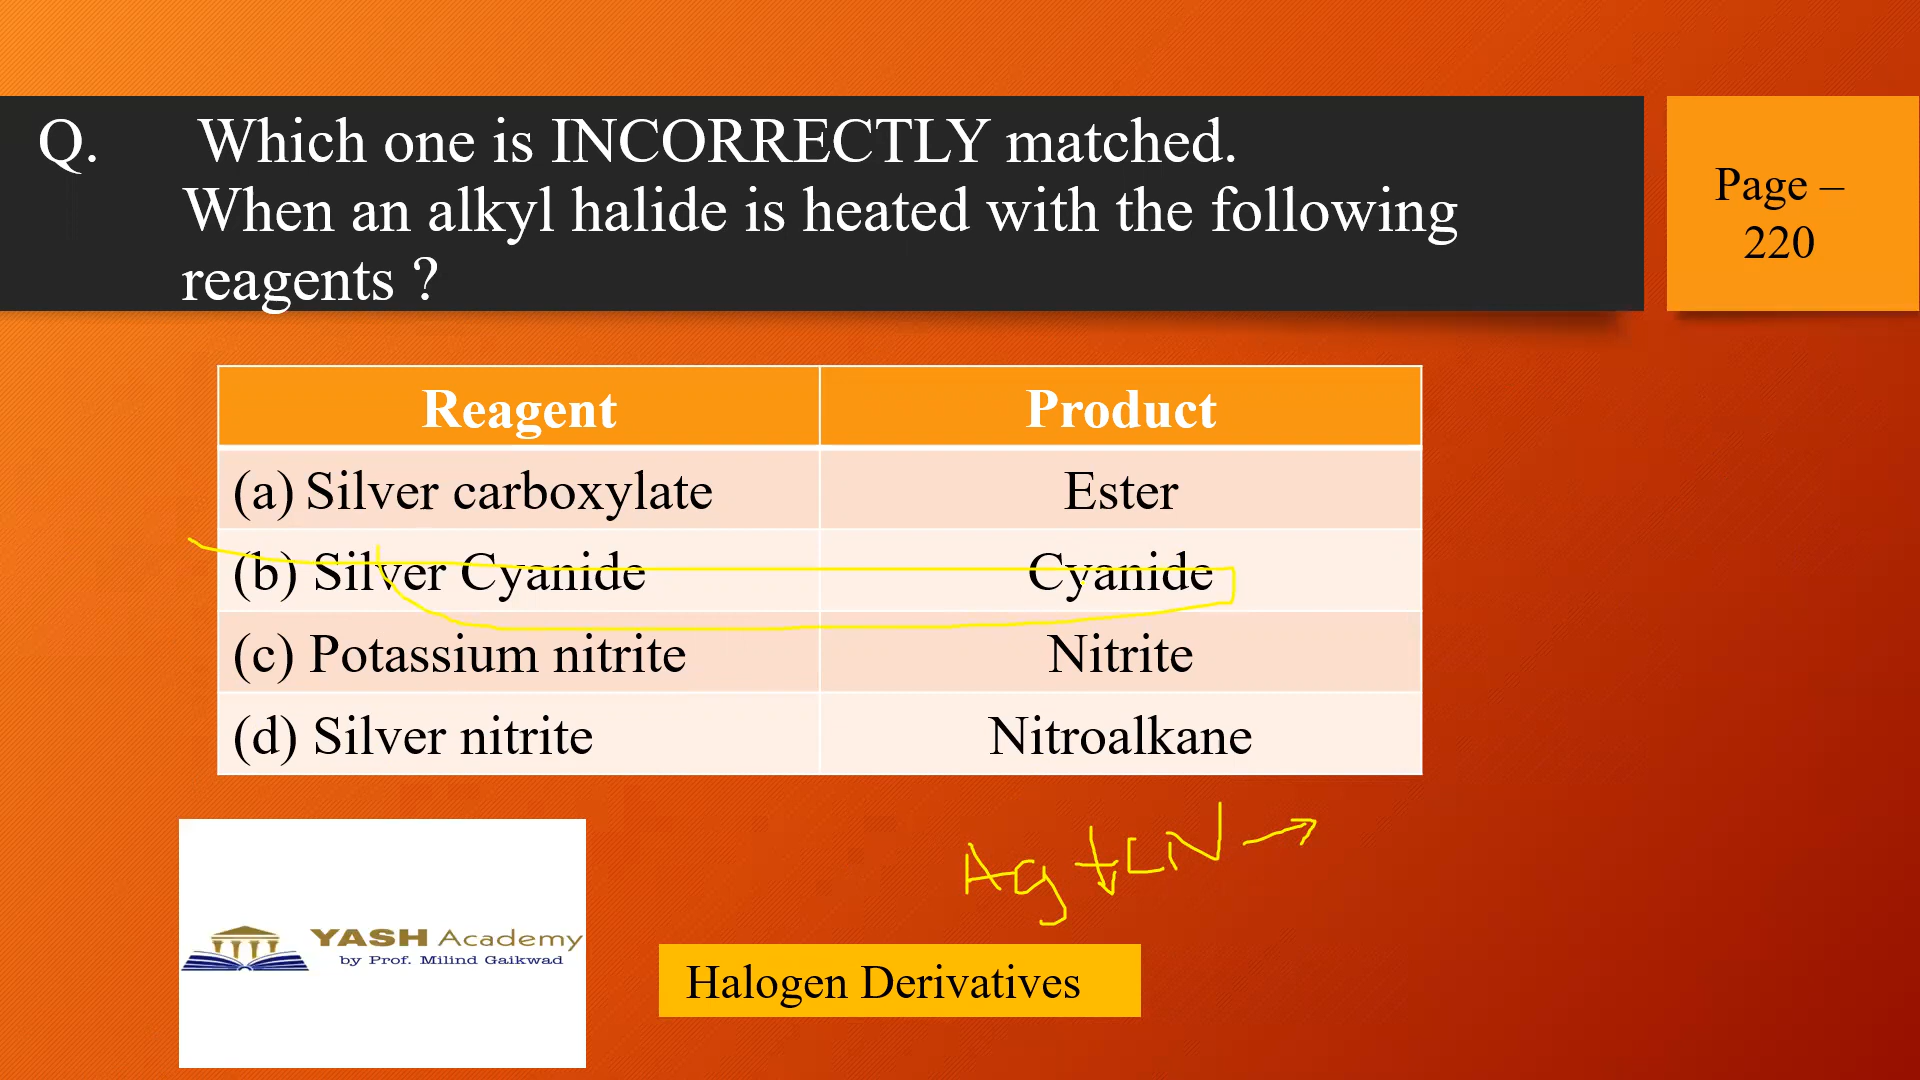 Q. Which one is INCORRECTLY matched.
When an alkyl halide is heated with the following
reagents ?
Page –
220
Reagent Product
(a) Silver carboxylate Ester
(b) Silver Cyanide Cyanide
(c) Potassium nitrite Nitrite
(d) Silver nitrite Nitroalkane
Ag + CN →
YASH Academy
by Prof. Milind Gaikwad
Halogen Derivatives